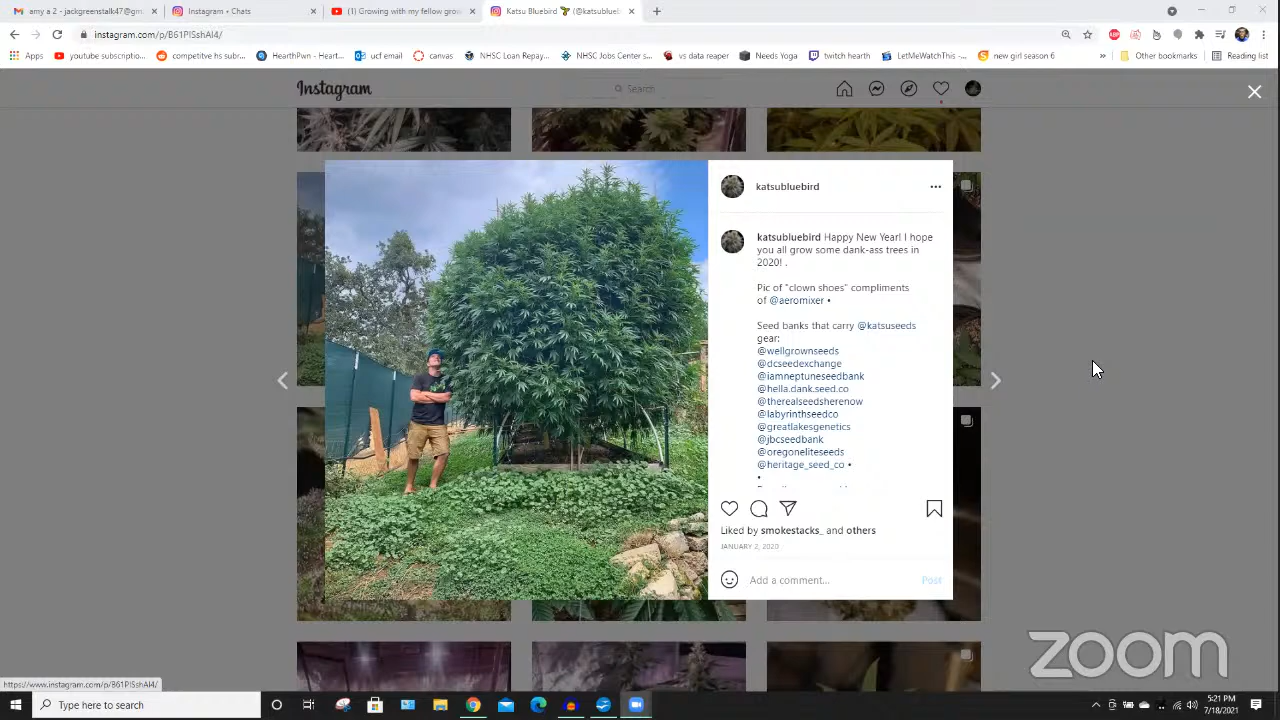 amy a 2 - jackgreenstalk47@gm
Instagram • Chats
(1) Growing with my fellow grow
Katsu Bluebird
(@katsubluebi
instagram.com/p/B61PISshAI4/
Apps
youtube subscriptio...
competitive hs subr...
HearthPwn - Heart...
ucf email
canvas
NHSC Loan Repay...
NHSC Jobs Center s...
vs data reaper
Needs Yoga
twitch hearth
LetMeWatchThis -...
new girl season 6
»
Other bookmarks
Reading list
Instagram
Search
katsubluebird
katsubluebird Happy New Year! I hope
you all grow some dank-ass trees in
2020! .
Pic of "clown shoes" compliments
of @aeromixer •
Seed banks that carry @katsuseeds
gear:
@wellgrownseeds
@dcseedexchange
@iamneptuneseedbank
@hella.dank.seed.co
@therealseedsherenow
@labyrinthseedco
@greatlakesgenetics
@jbcseedbank
@oregoneliteseeds
@heritage_seed_co •
•
Liked by smokestacks_ and others
JANUARY 2, 2020
Add a comment...
Post
zoom
https://www.instagram.com/p/B61PISshAI4/
Type here to search
5:21 PM
7/18/2021